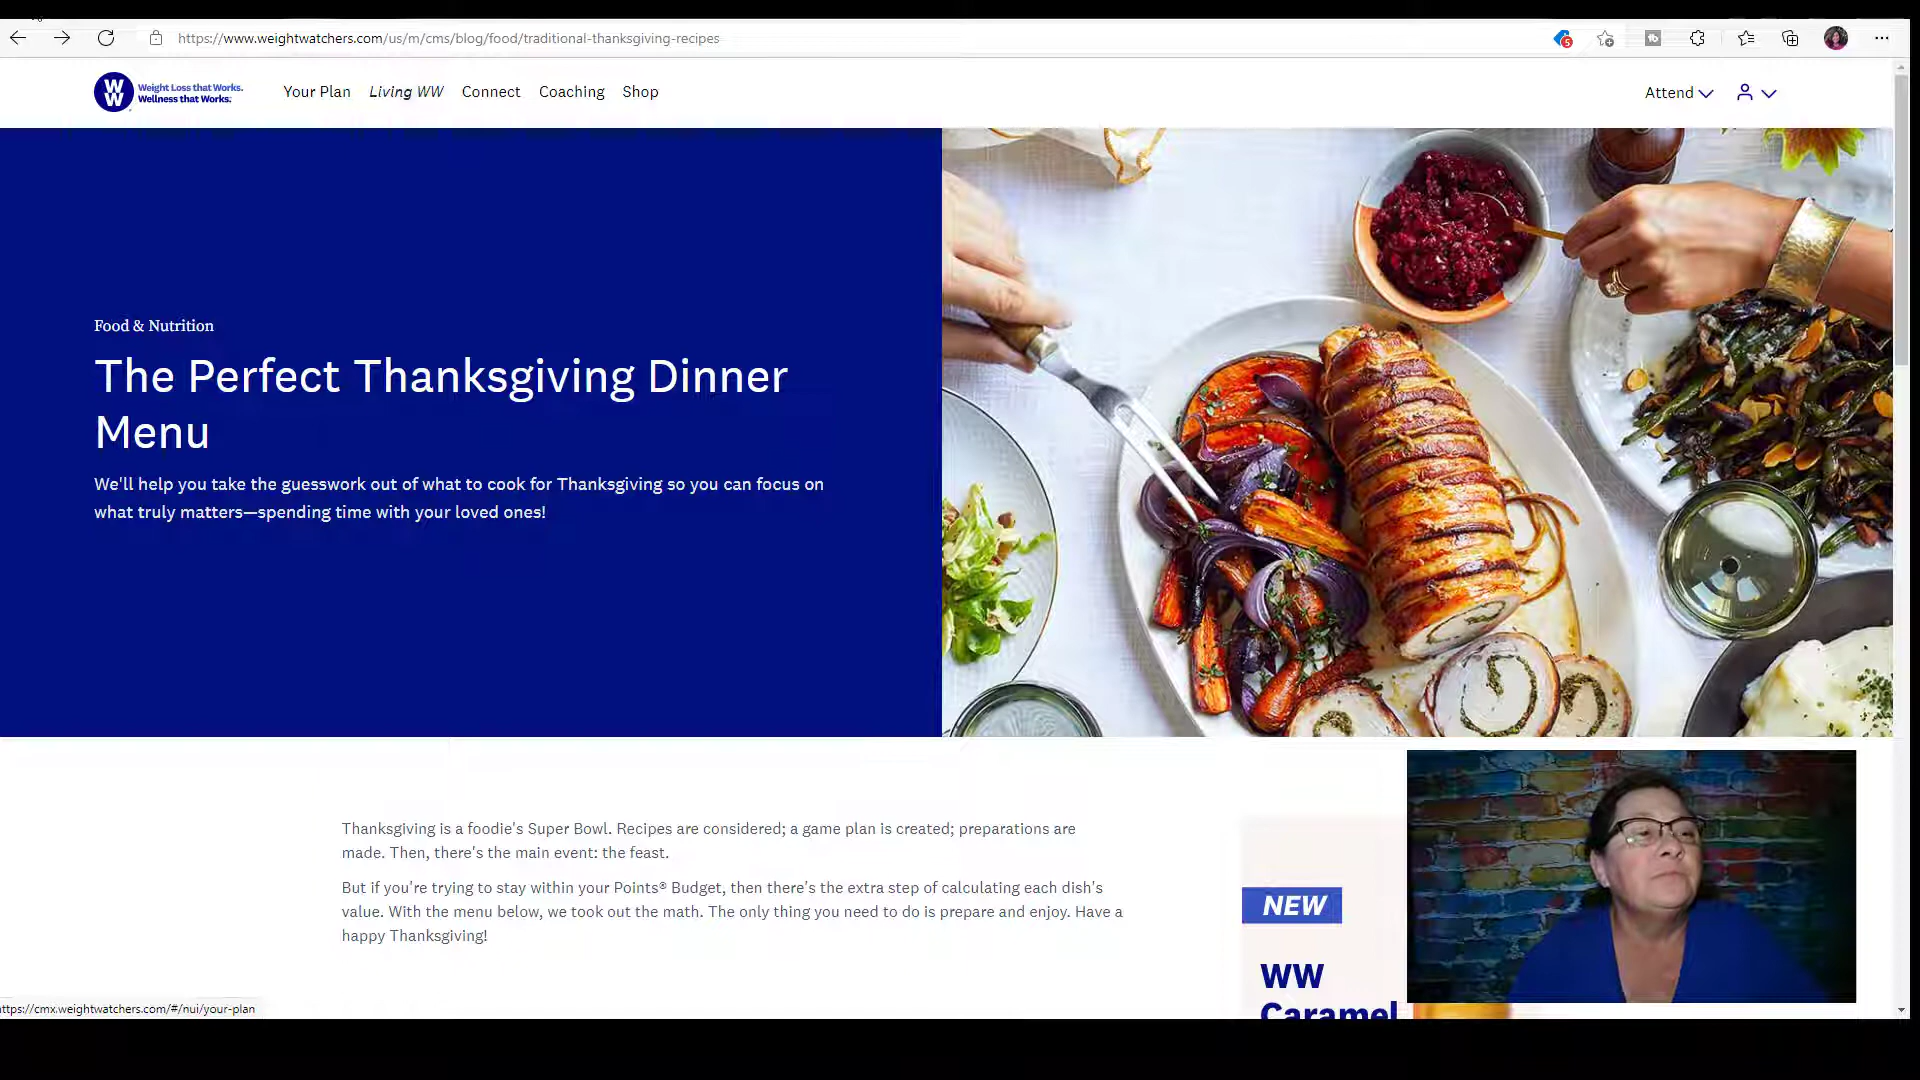 https://www.weightwatchers.com/us/m/cms/blog/food/traditional-thanksgiving-recipes
5
W
W
Weight Loss that Works.
Wellness that Works.
Your Plan
Living WW
Connect
Coaching
Shop
Attend
Food & Nutrition
The Perfect Thanksgiving Dinner
Menu
We'll help you take the guesswork out of what to cook for Thanksgiving so you can focus on
what truly matters—spending time with your loved ones!
Thanksgiving is a foodie's Super Bowl. Recipes are considered; a game plan is created; preparations are
made. Then, there's the main event: the feast.
But if you're trying to stay within your Points® Budget, then there's the extra step of calculating each dish's
value. With the menu below, we took out the math. The only thing you need to do is prepare and enjoy. Have a
happy Thanksgiving!
NEW
WW
Caramel
ttps://cmx.weightwatchers.com/#/nui/your-plan